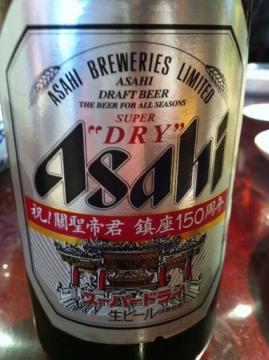 ASAHI BREWERIES LIMITED
ASAHI
DRAFT BEER
THE BEER FOR ALL SEASONS
SUPER
"DRY"
Asahi
祝!關聖帝君 鎮座150周年
スーパードライ
生ビール